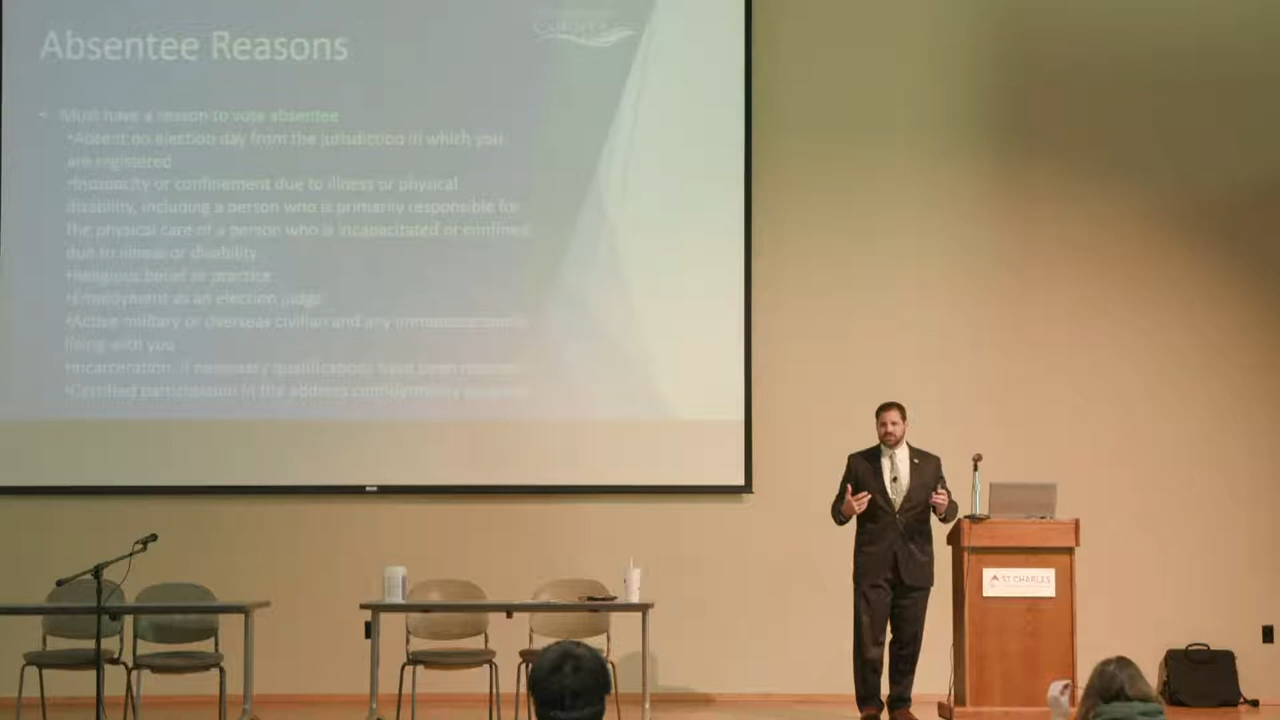 Absentee Reasons
• Must have a reason to vote absentee
•Absent on election day from the jurisdiction in which you
are registered
•Incapacity or confinement due to illness or physical
disability, including a person who is primarily responsible for
the physical care of a person who is incapacitated or confined
due to illness or disability
•Religious belief or practice
•Employment as an election judge
•Active military or overseas civilian and any immediate
living with you
•Incarceration, if necessary qualifications have been
•Certified participation in the address confidentiality
ST CHARLES